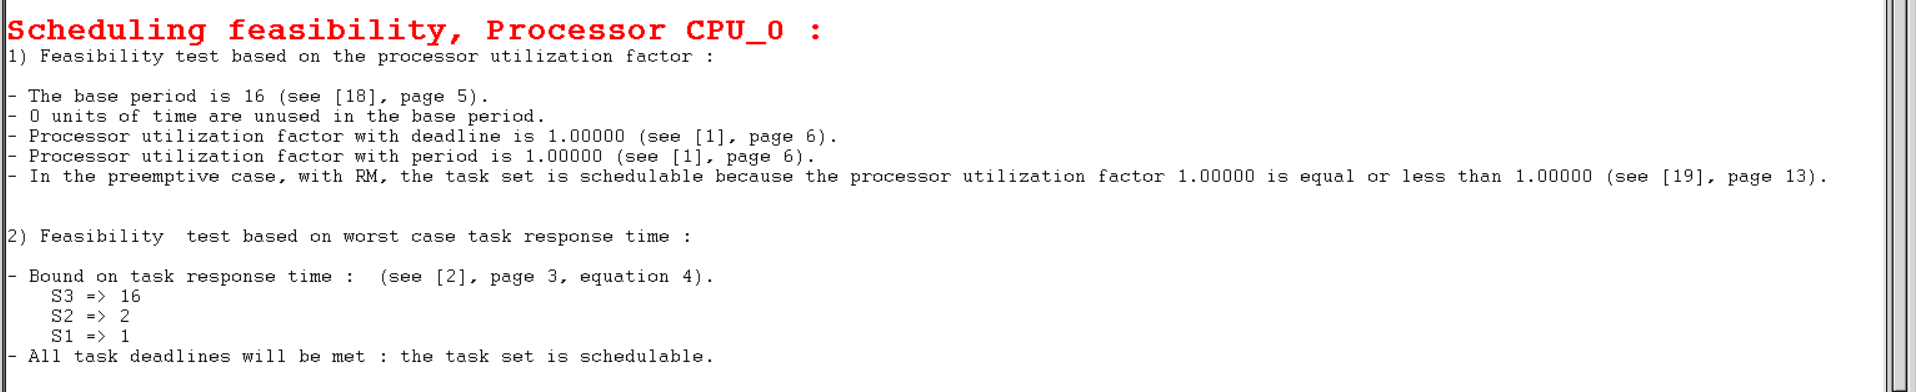 Scheduling feasibility, Processor CPU_0 :
1) Feasibility test based on the processor utilization factor :
- The base period is 16 (see [18], page 5).
- 0 units of time are unused in the base period.
- Processor utilization factor with deadline is 1.00000 (see [1], page 6).
- Processor utilization factor with period is 1.00000 (see [1], page 6).
- In the preemptive case, with RM, the task set is schedulable because the processor utilization factor 1.00000 is equal or less than 1.00000 (see [19], page 13).
2) Feasibility  test based on worst case task response time :
- Bound on task response time :  (see [2], page 3, equation 4).
S3 => 16
S2 => 2
S1 => 1
- All task deadlines will be met : the task set is schedulable.